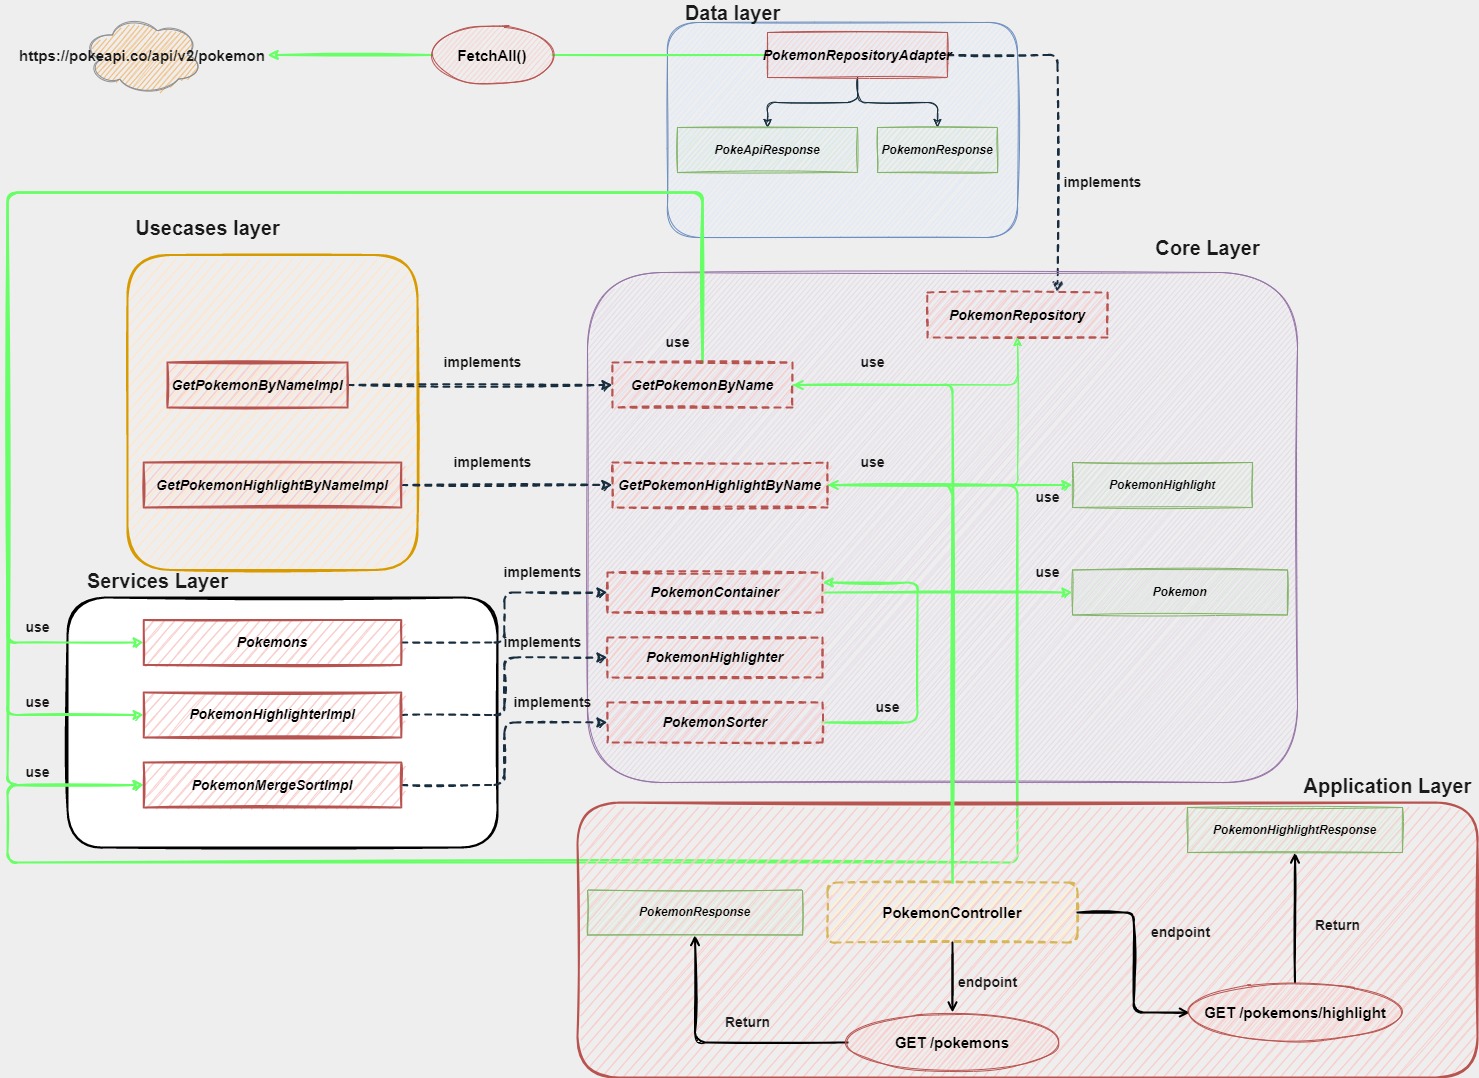 Data layer
https://pokeapi.co/api/v2/pokemon
FetchAll()
PokemonRepositoryAdapter
PokeApiResponse
PokemonResponse
implements
Usecases layer
Core Layer
PokemonRepository
use
implements
use
GetPokemonByNameImpl
GetPokemonByName
implements
use
GetPokemonHighlightByNameImpl
GetPokemonHighlightByName
PokemonHighlight
use
Services Layer
implements
use
PokemonContainer
Pokemon
use
Pokemons
implements
PokemonHighlighter
use
implements
use
PokemonHighlighterImpl
PokemonSorter
use
PokemonMergeSortImpl
Application Layer
PokemonHighlightResponse
PokemonResponse
PokemonController
endpoint
Return
endpoint
Return
GET /pokemons/highlight
GET /pokemons